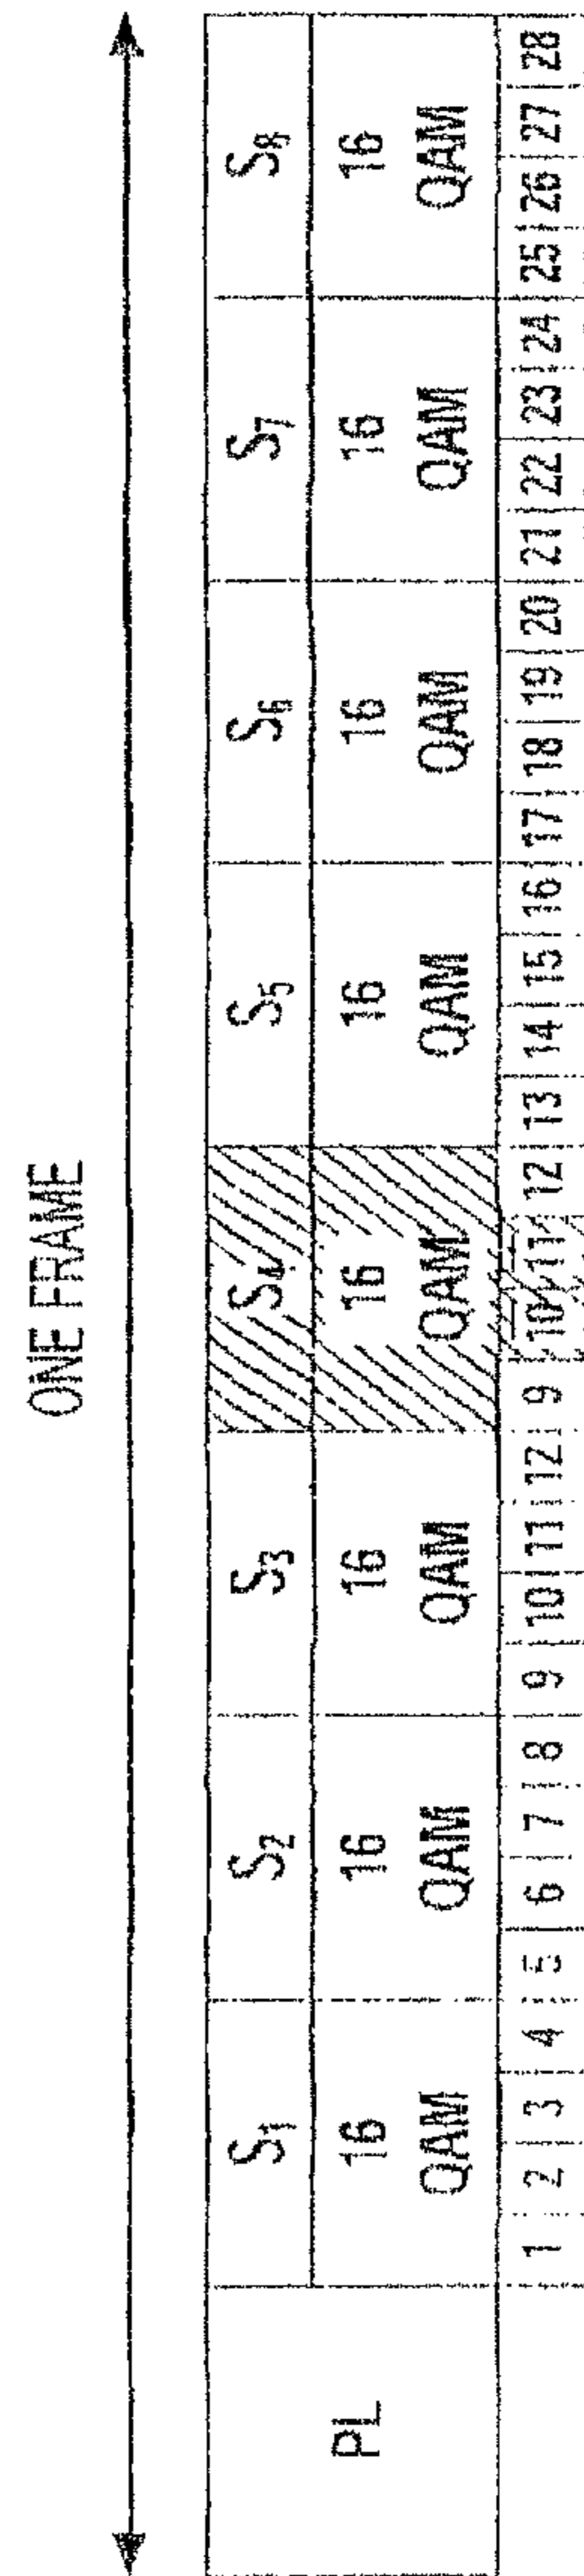 ONE FRAME
PL S₁ S₂ S₃ S₄ S₅ S₆ S₇ S₈
16 16 16 16 16 16 16 16
QAM QAM QAM QAM QAM QAM QAM QAM
1 2 3 4 5 6 7 8 9 10 11 12 9 10 11 12 13 14 15 16 17 18 19 20 21 22 23 24 25 26 27 28